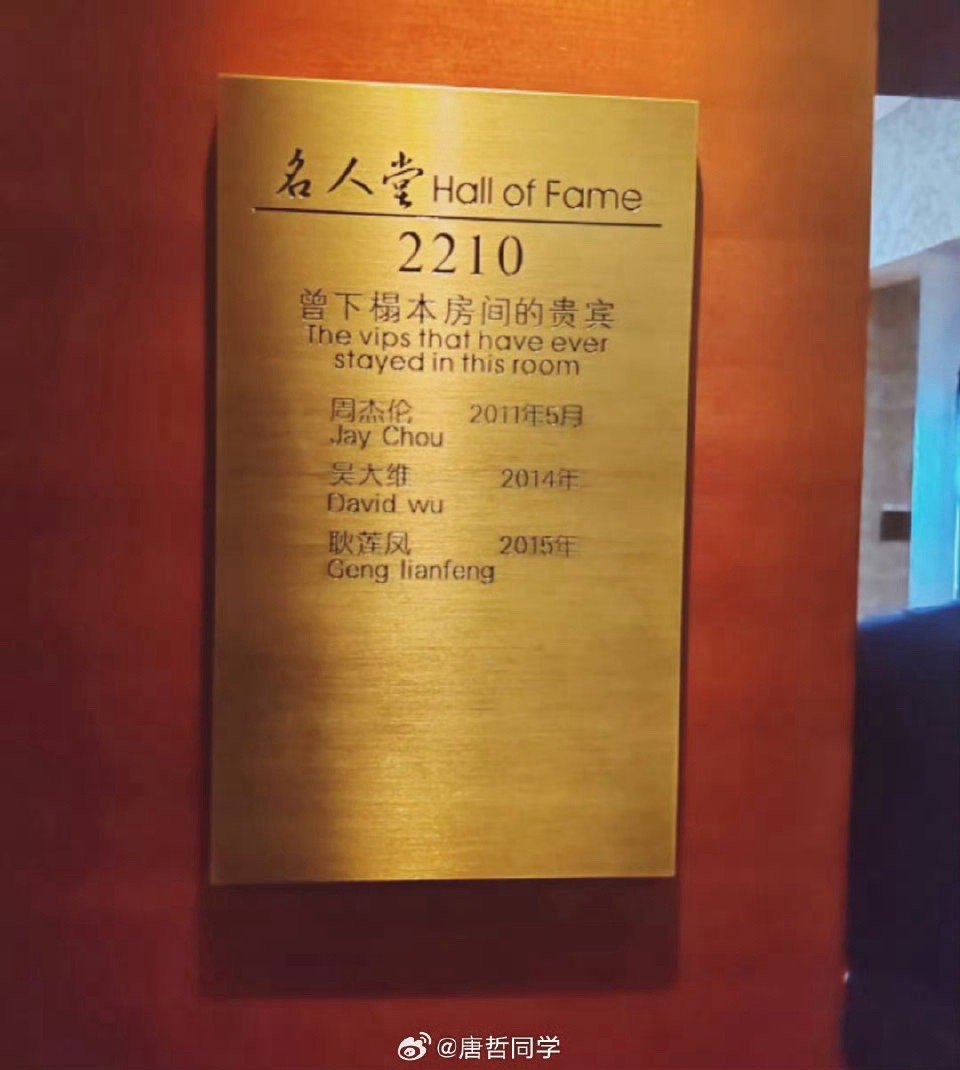 名人堂 Hall of Fame
2210
曾下榻本房间的贵宾
The vips that have ever
stayed in this room
周杰伦 2011年5月
Jay Chou
吴大维 2014年
David wu
耿莲凤 2015年
Geng lianfeng
@唐哲同学